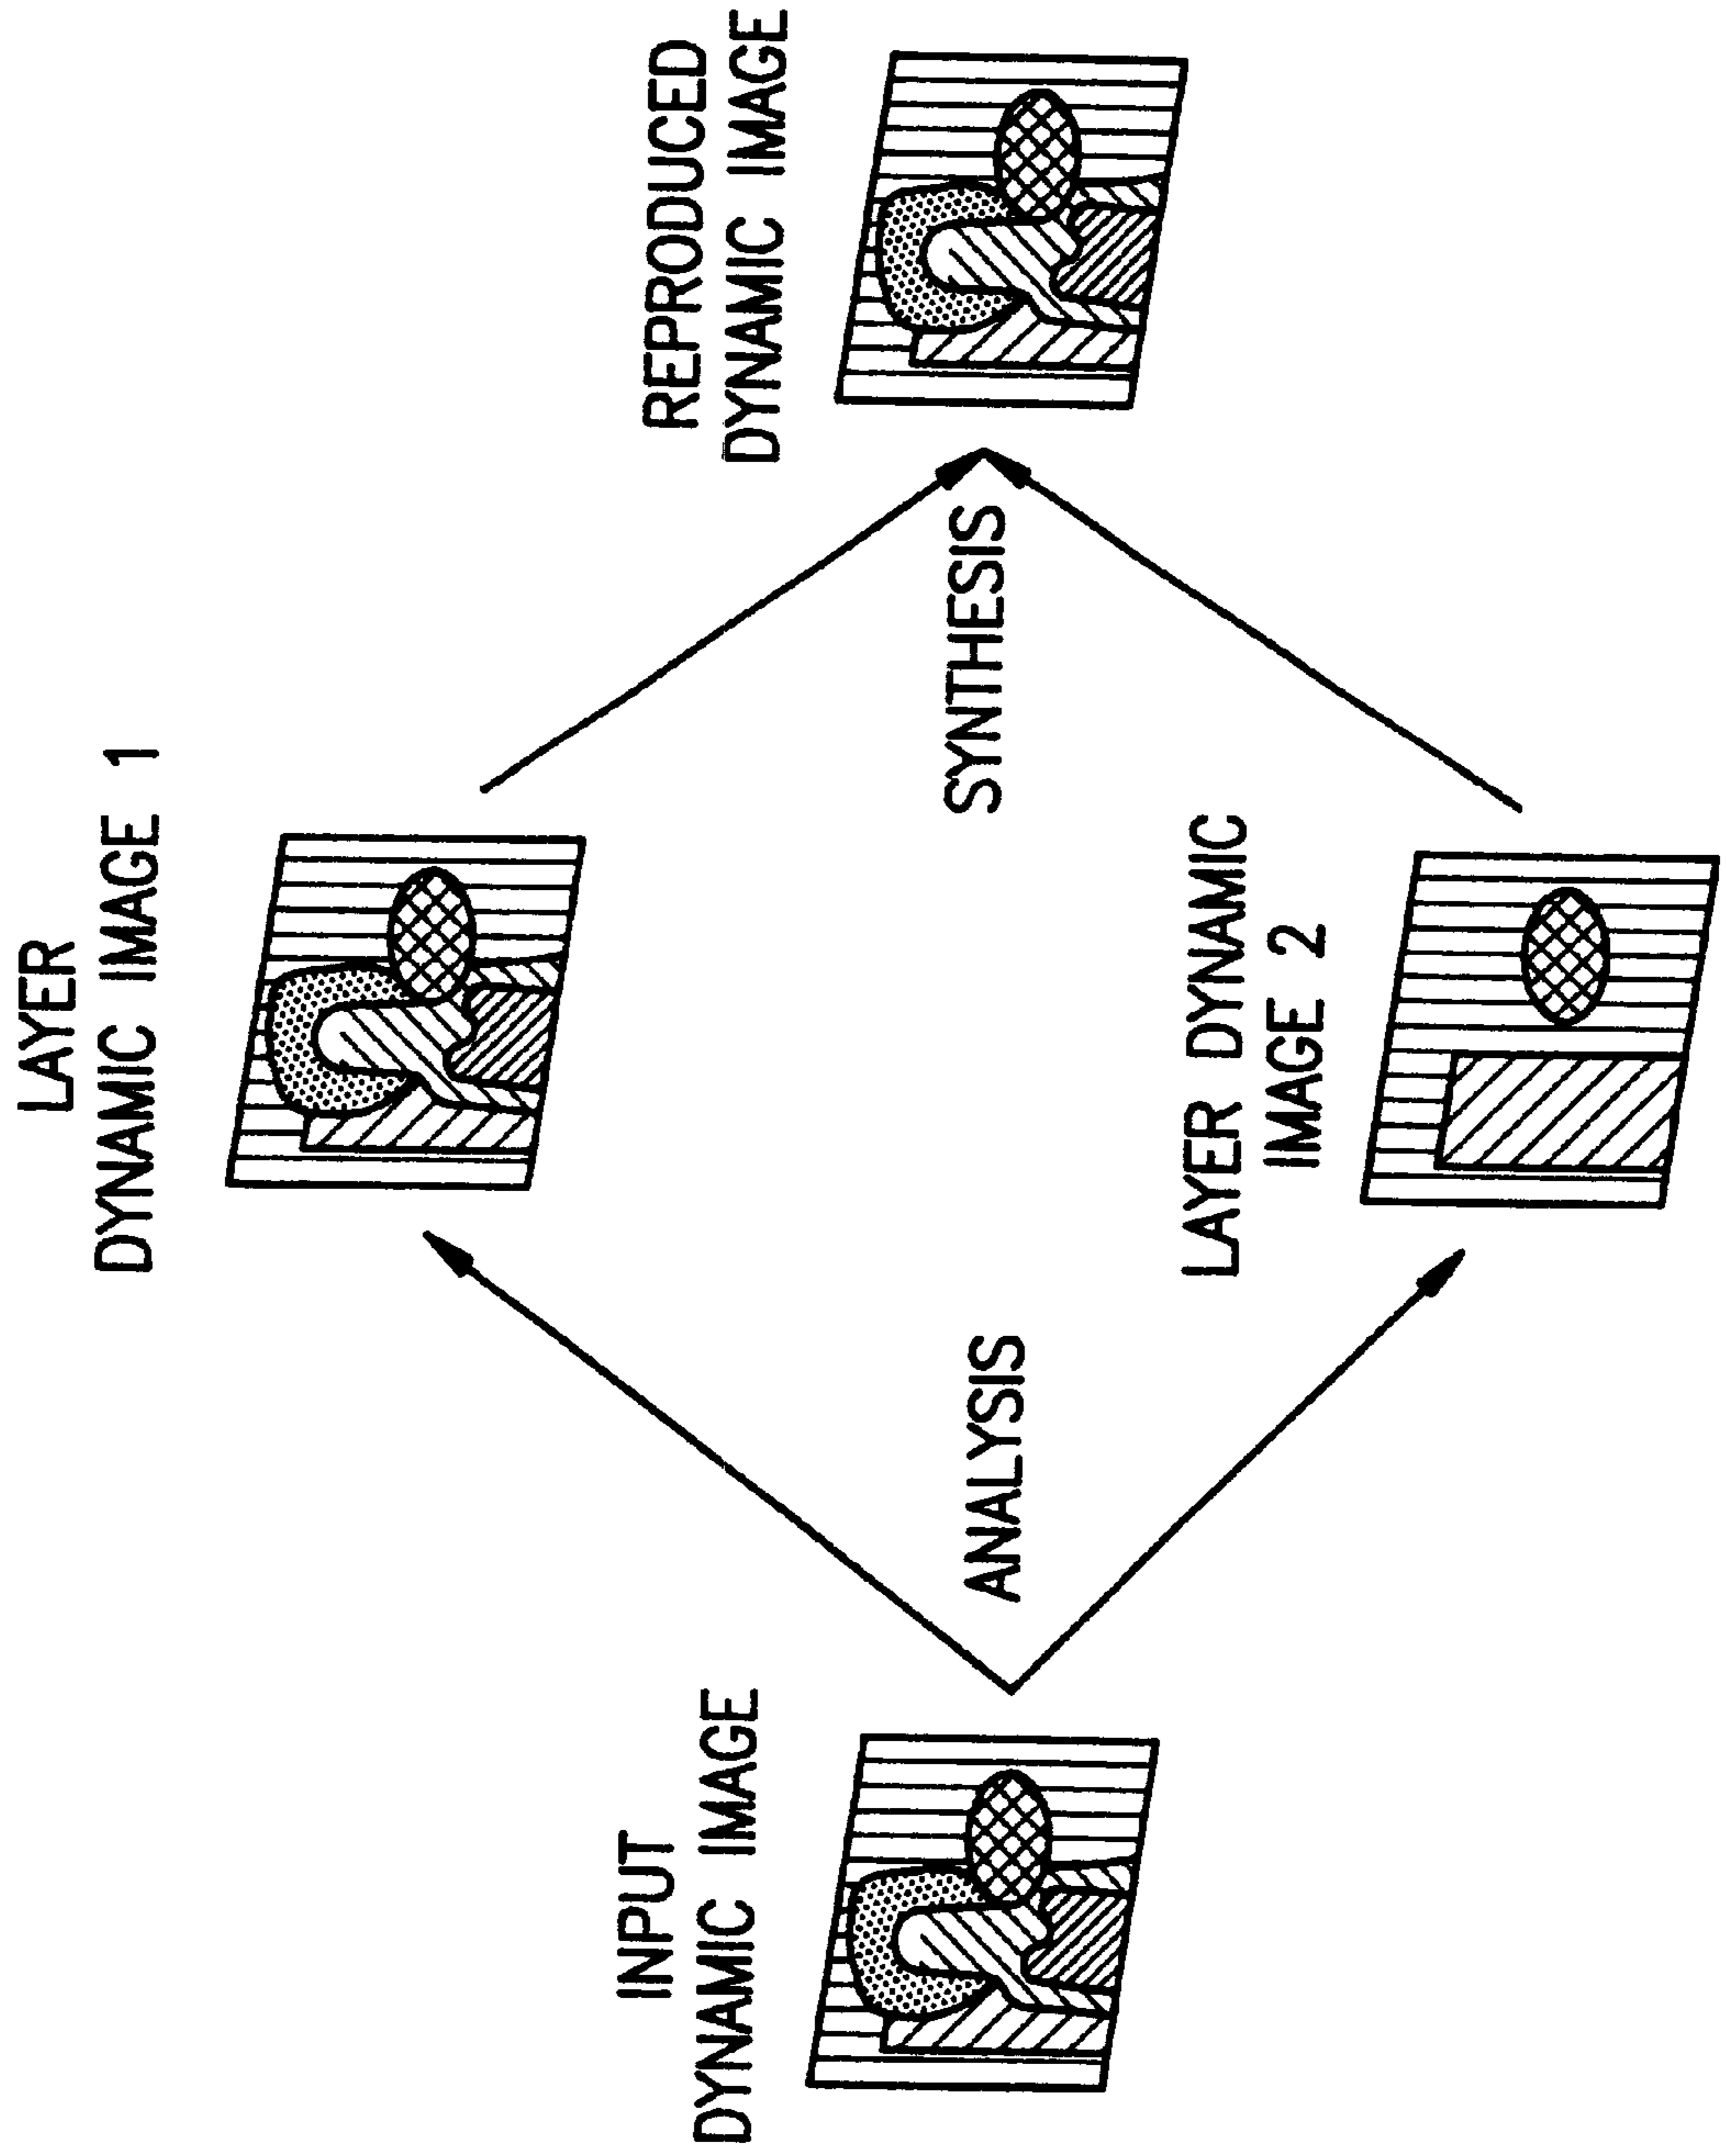 LAYER
DYNAMIC IMAGE 1
INPUT
DYNAMIC IMAGE
REPRODUCED
DYNAMIC IMAGE
ANALYSIS
SYNTHESIS
LAYER DYNAMIC
IMAGE 2